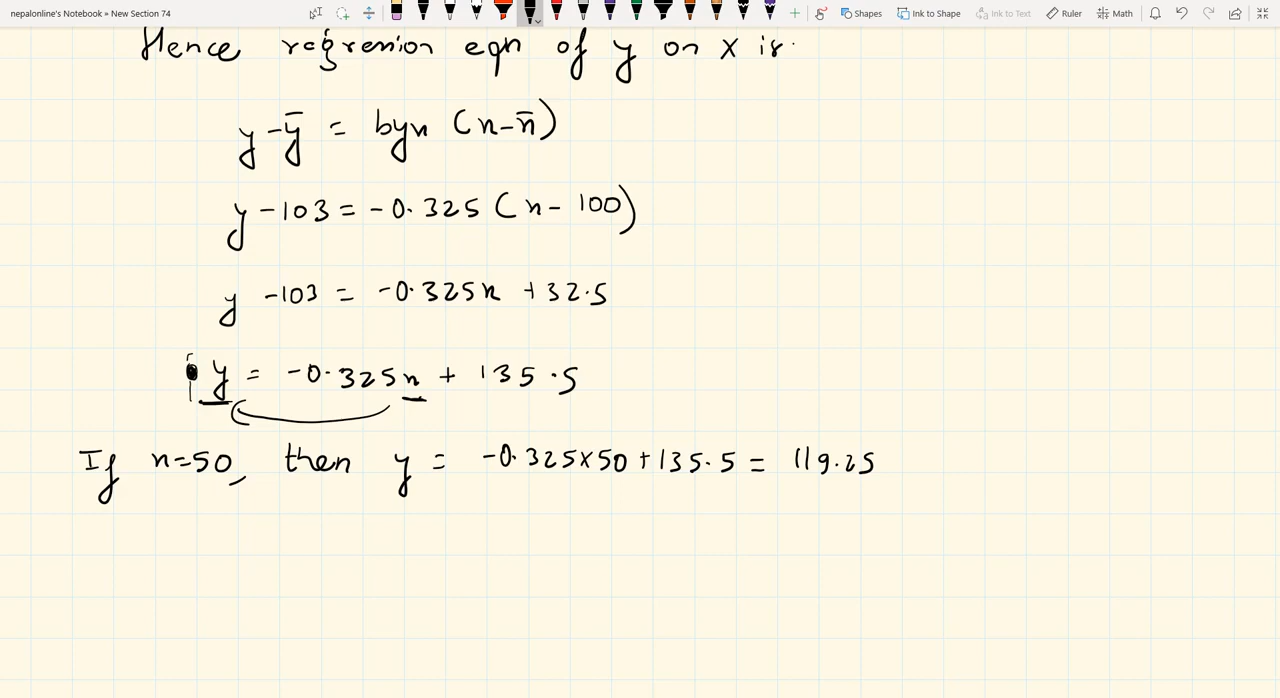 nepalonline's Notebook » New Section 74
Shapes Ink to Shape Ink to Text Ruler Math
Hence regression eqn of y on x is
y - ȳ = byx (x - x̄)
y - 103 = -0.325 (x - 100)
y - 103 = -0.325x + 32.5
y = -0.325x + 135.5
If x=50, then y = -0.325×50 + 135.5 = 119.25